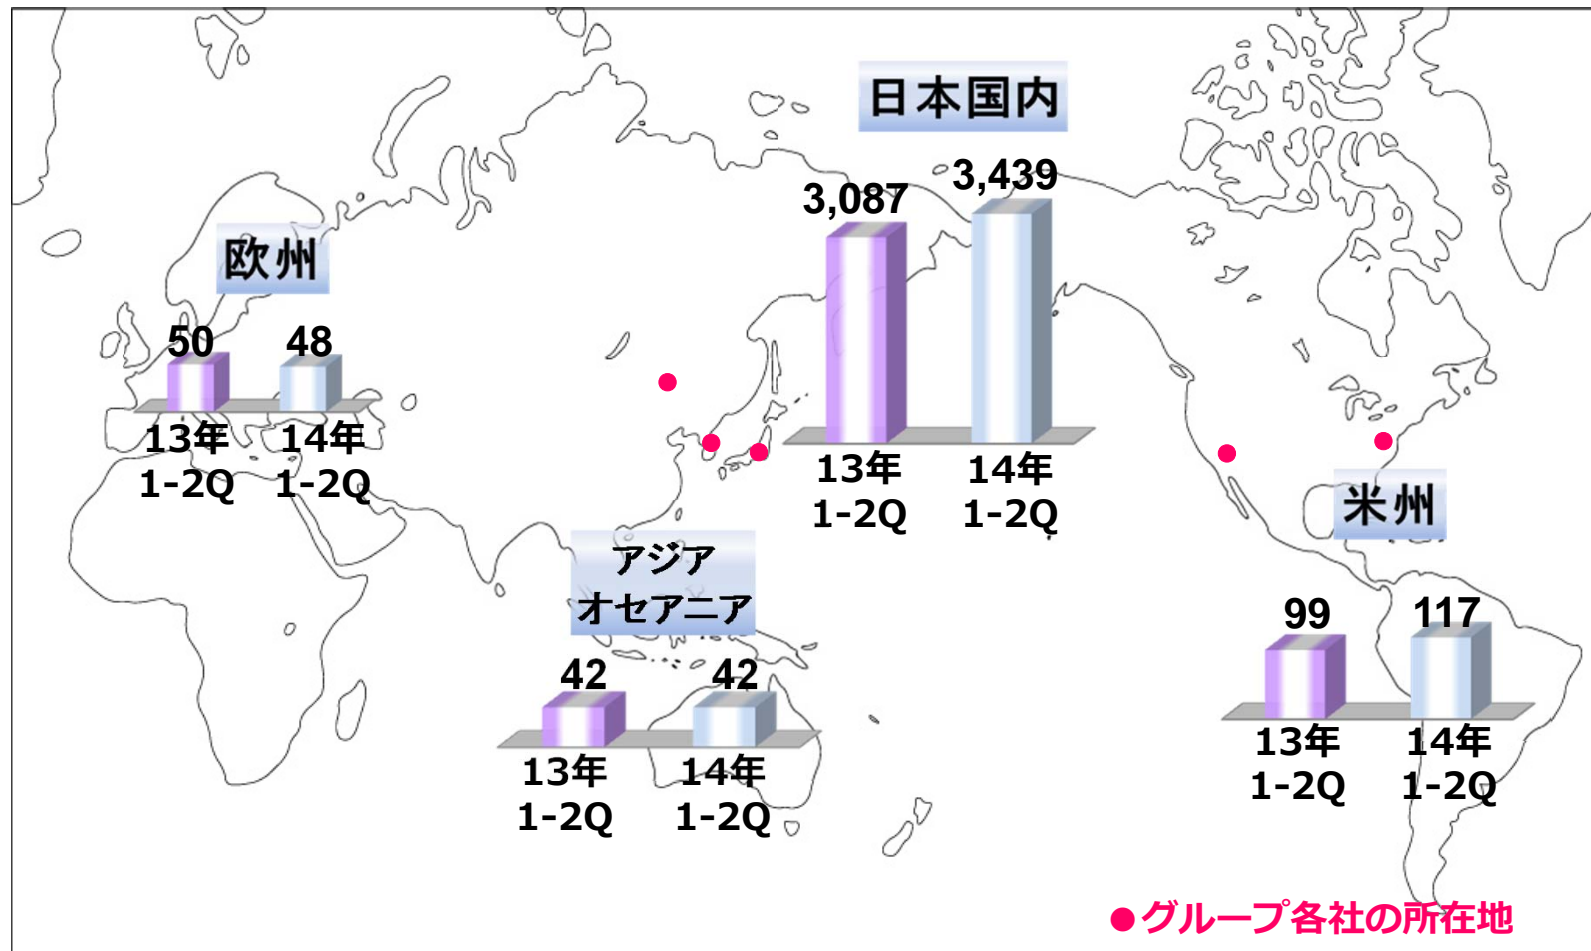 日本国内
3,087
3,439
13年
1-2Q
14年
1-2Q
欧州
50
48
13年
1-2Q
14年
1-2Q
アジア
オセアニア
42
42
13年
1-2Q
14年
1-2Q
米州
99
117
13年
1-2Q
14年
1-2Q
●グループ各社の所在地